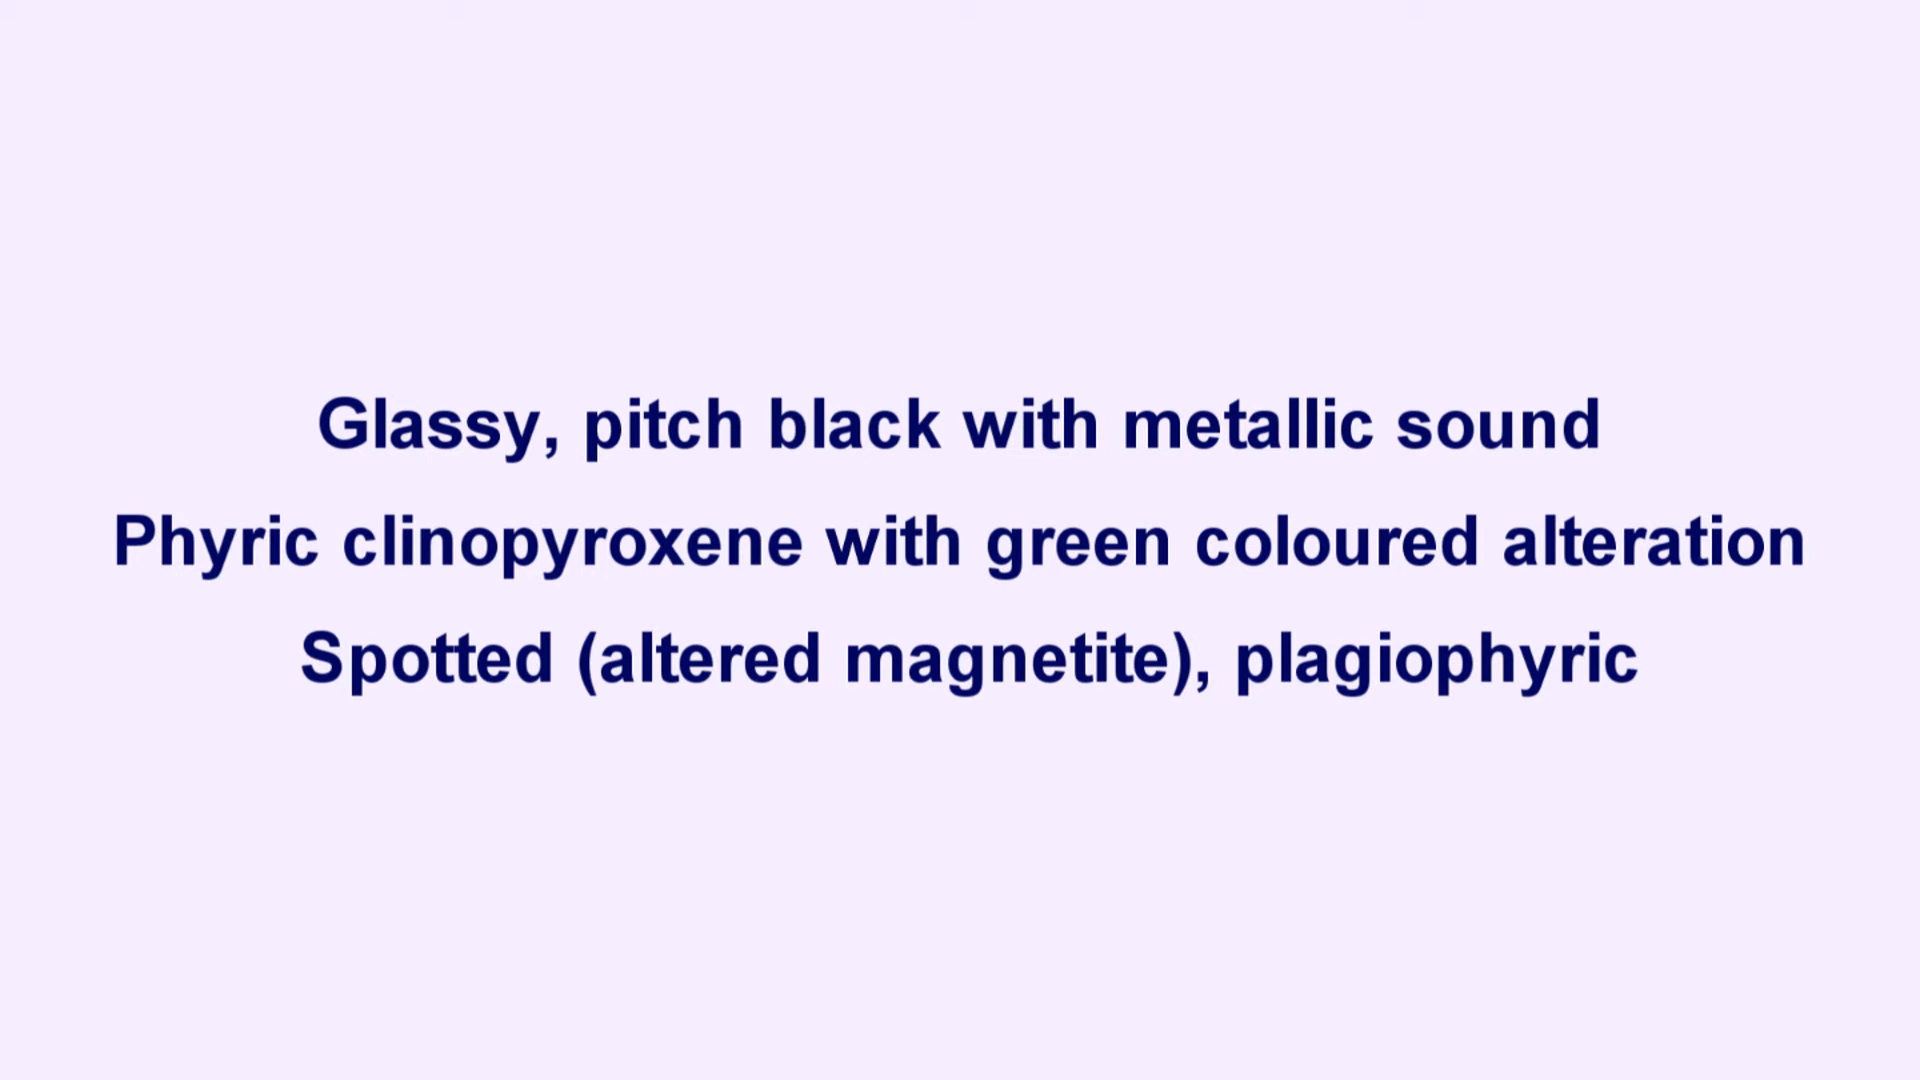 Glassy, pitch black with metallic sound
Phyric clinopyroxene with green coloured alteration
Spotted (altered magnetite), plagiophyric